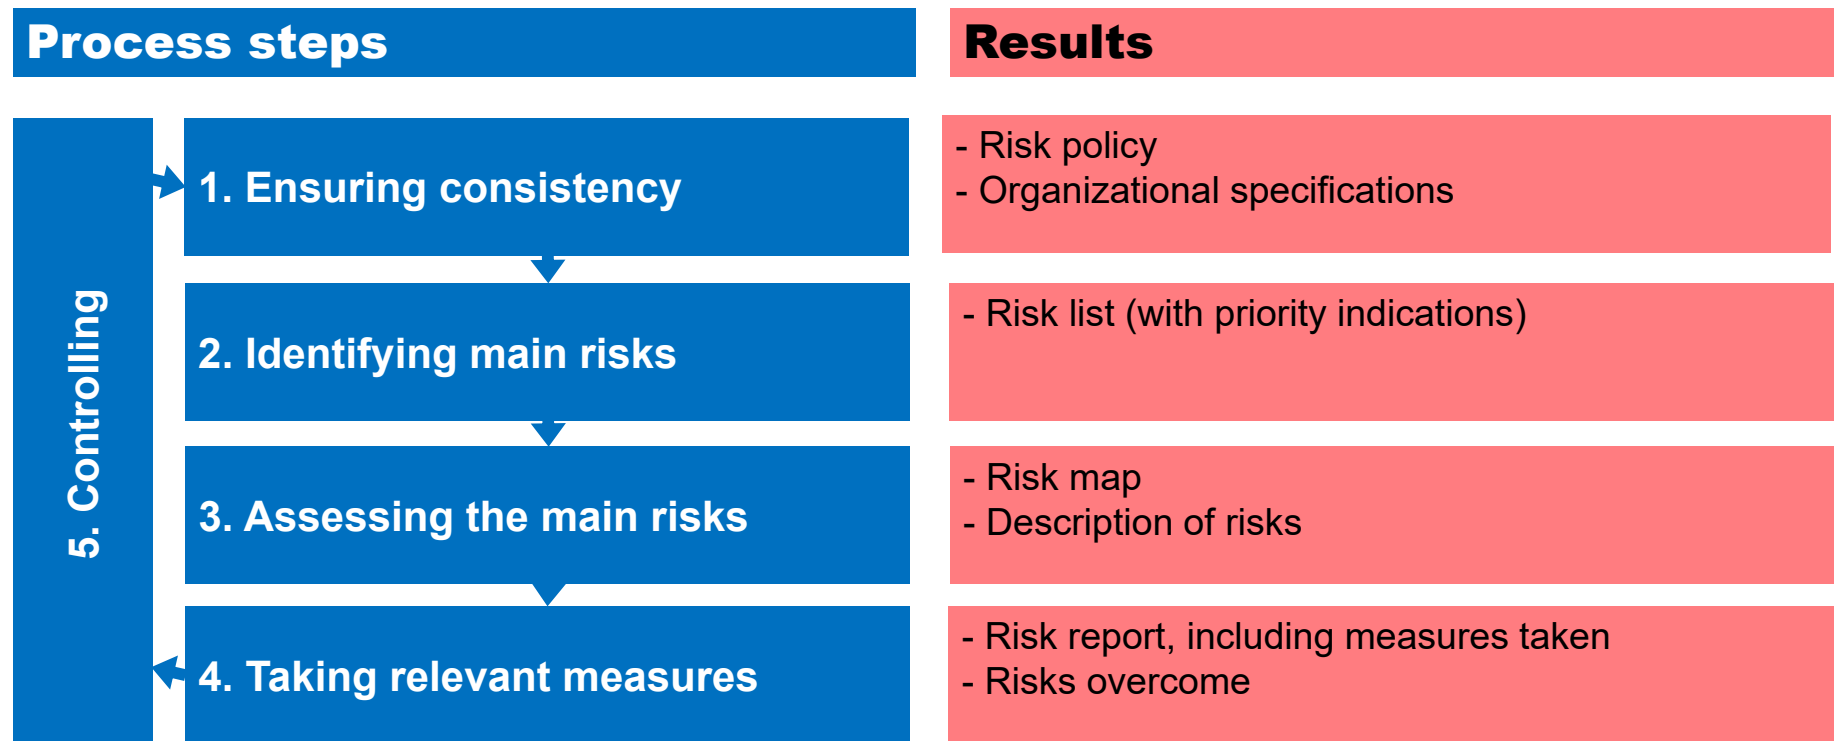 Process steps
Results
5. Controlling
1. Ensuring consistency
- Risk policy
- Organizational specifications
2. Identifying main risks
- Risk list (with priority indications)
3. Assessing the main risks
- Risk map
- Description of risks
4. Taking relevant measures
- Risk report, including measures taken
- Risks overcome